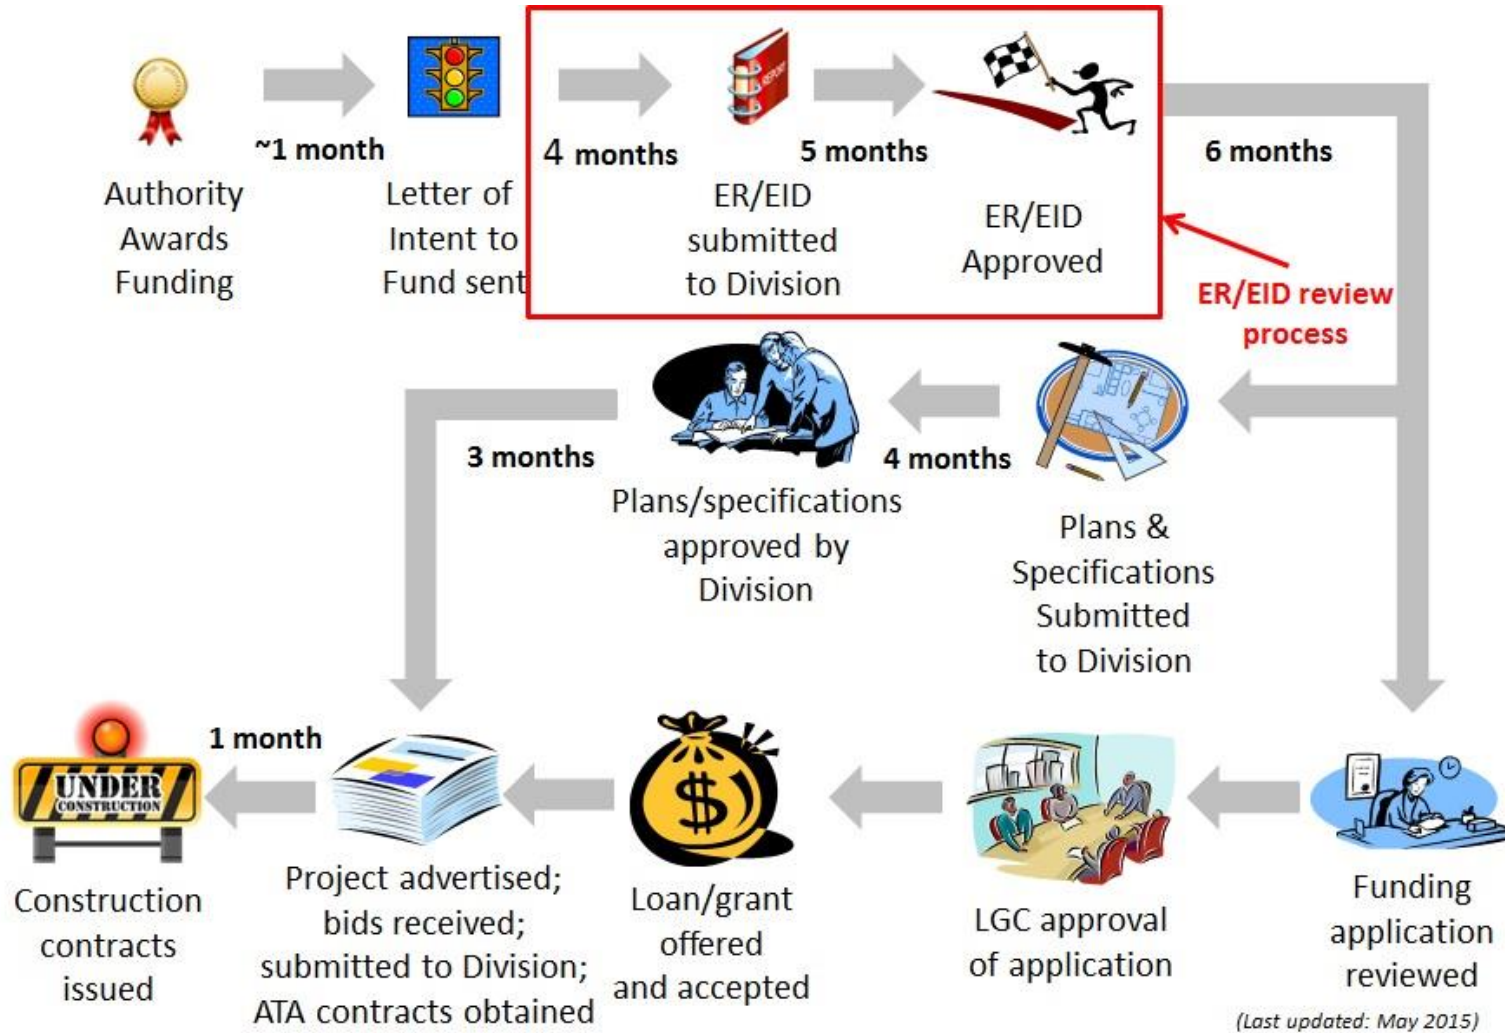 REPORT
~1 month
4 months
5 months
6 months
Authority
Awards
Funding
Letter of
Intent to
Fund sent
ER/EID
submitted
to Division
ER/EID
Approved
ER/EID review
process
3 months
4 months
Plans/specifications
approved by
Division
Plans &
Specifications
Submitted
to Division
1 month
UNDER
CONSTRUCTION
$
Construction
contracts
issued
Project advertised;
bids received;
submitted to Division;
ATA contracts obtained
Loan/grant
offered
and accepted
LGC approval
of application
Funding
application
reviewed
(Last updated: May 2015)